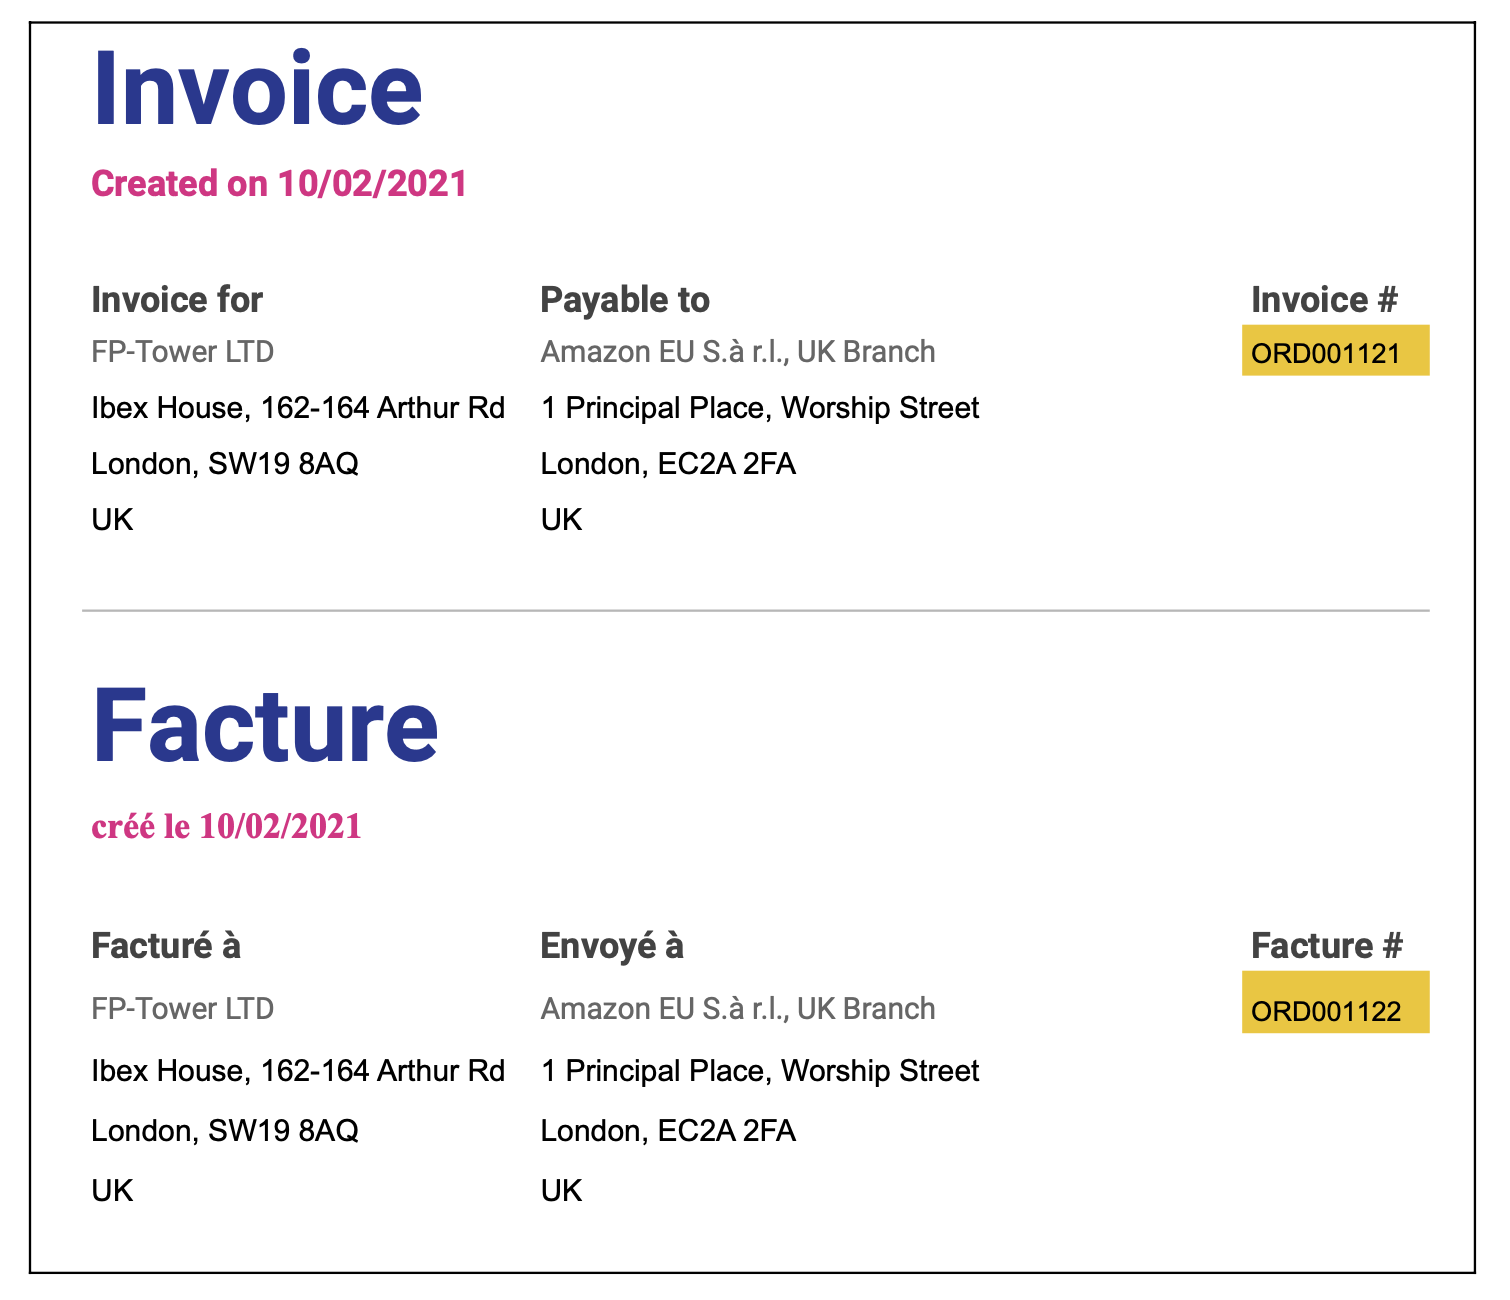 Invoice
Created on 10/02/2021
Invoice for Payable to Invoice #
FP-Tower LTD Amazon EU S.à r.l., UK Branch ORD001121
Ibex House, 162-164 Arthur Rd 1 Principal Place, Worship Street
London, SW19 8AQ London, EC2A 2FA
UK UK
Facture
créé le 10/02/2021
Facturé à Envoyé à Facture #
FP-Tower LTD Amazon EU S.à r.l., UK Branch ORD001122
Ibex House, 162-164 Arthur Rd 1 Principal Place, Worship Street
London, SW19 8AQ London, EC2A 2FA
UK UK